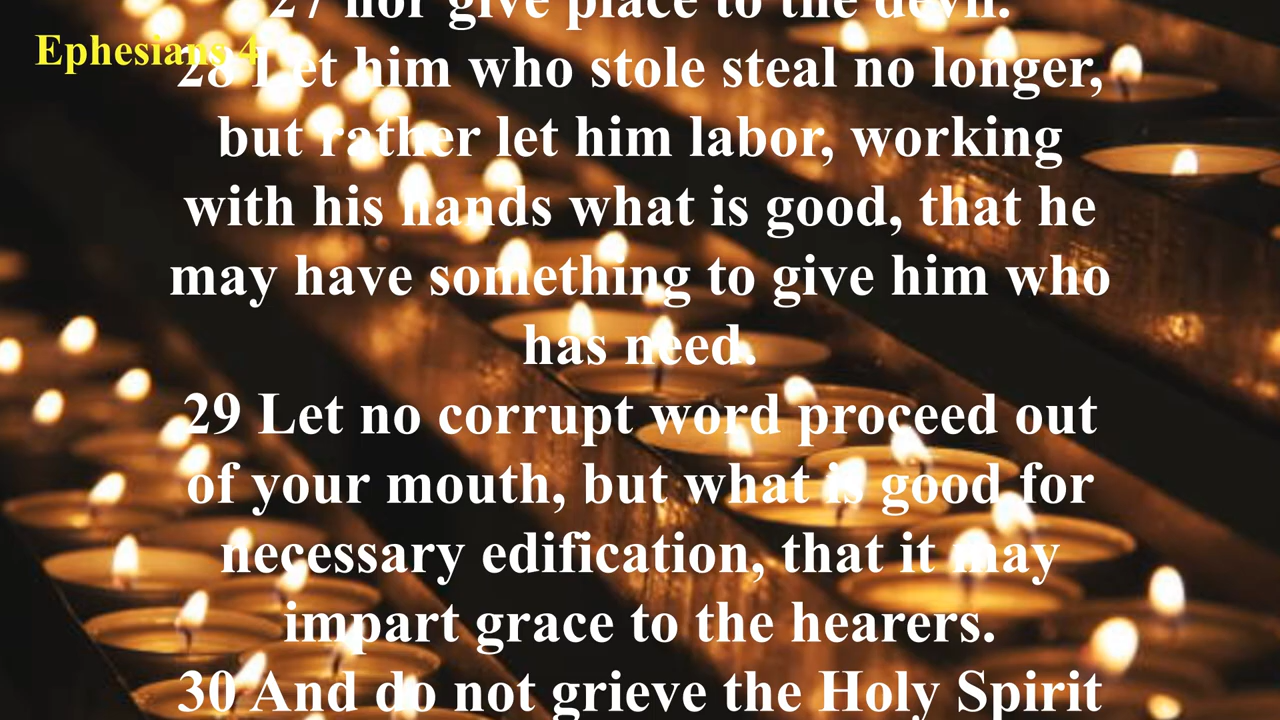 27 nor give place to the devil.
Ephesians 4
28 Let him who stole steal no longer,
but rather let him labor, working
with his hands what is good, that he
may have something to give him who
has need.
29 Let no corrupt word proceed out
of your mouth, but what is good for
necessary edification, that it may
impart grace to the hearers.
30 And do not grieve the Holy Spirit